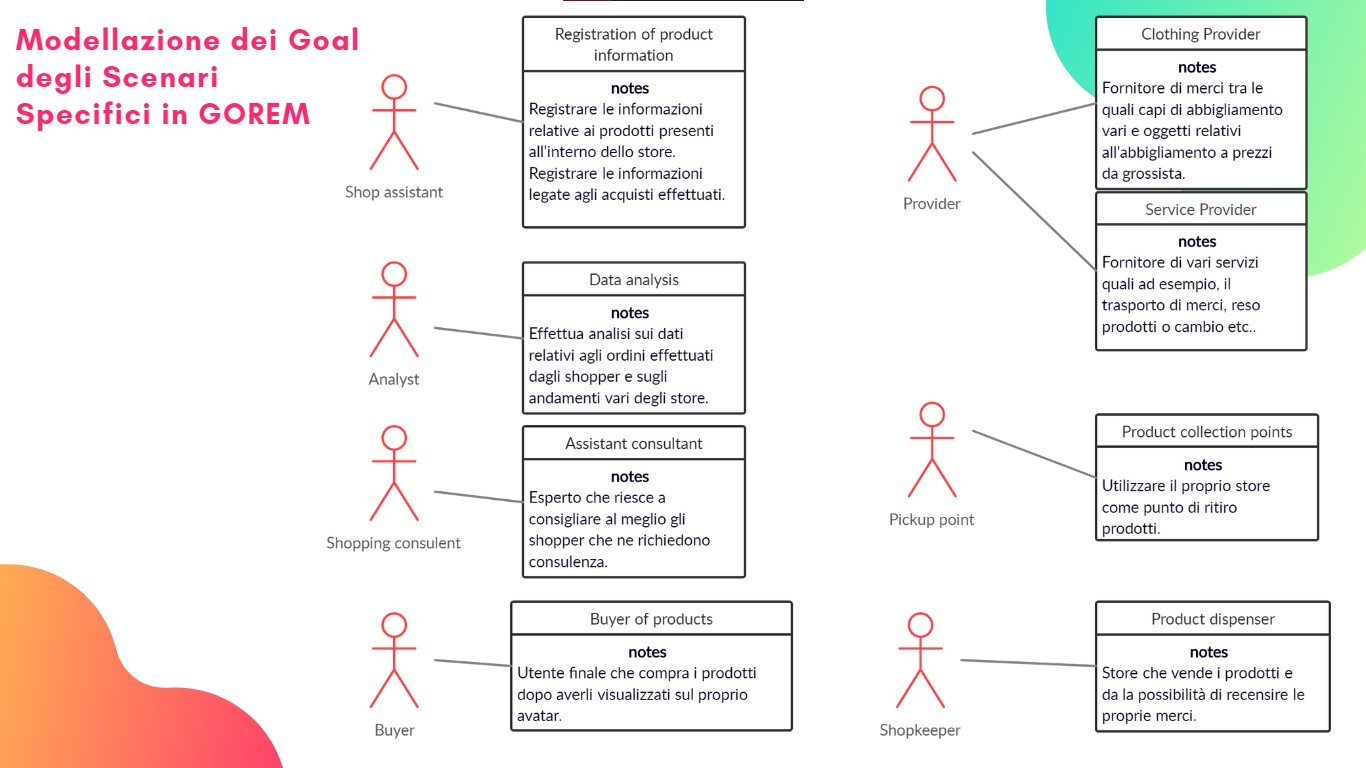 Modellazione dei Goal
degli Scenari
Specifici in GOREM
Shop assistant
Registration of product
information
notes
Registrare le informazioni
relative ai prodotti presenti
all'interno dello store.
Registrare le informazioni
legate agli acquisti effettuati.
Analyst
Data analysis
notes
Effettua analisi sui dati
relativi agli ordini effettuati
dagli shopper e sugli
andamenti vari degli store.
Shopping consulent
Assistant consultant
notes
Esperto che riesce a
consigliare al meglio gli
shopper che ne richiedono
consulenza.
Buyer
Buyer of products
notes
Utente finale che compra i prodotti
dopo averli visualizzati sul proprio
avatar.
Provider
Clothing Provider
notes
Fornitore di merci tra le
quali capi di abbigliamento
vari e oggetti relativi
all'abbigliamento a prezzi
da grossista.
Service Provider
notes
Fornitore di vari servizi
quali ad esempio, il
trasporto di merci, reso
prodotti o cambio etc..
Pickup point
Product collection points
notes
Utilizzare il proprio store
come punto di ritiro
prodotti.
Shopkeeper
Product dispenser
notes
Store che vende i prodotti e
da la possibilità di recensire le
proprie merci.